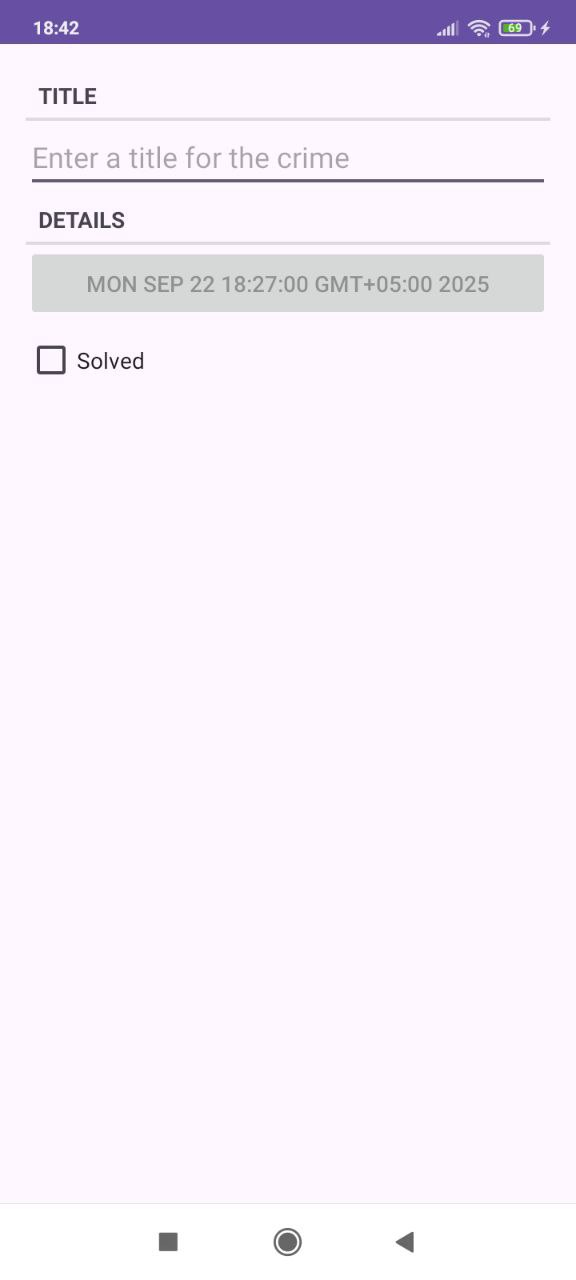 18:42
69
TITLE
Enter a title for the crime
DETAILS
MON SEP 22 18:27:00 GMT+05:00 2025
Solved